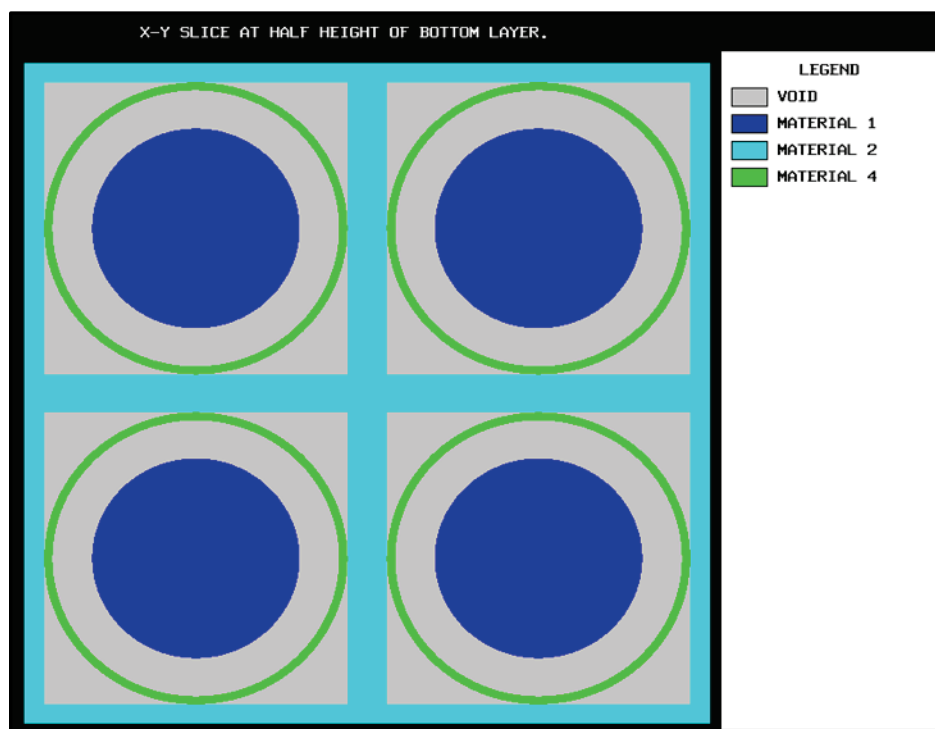 X-Y SLICE AT HALF HEIGHT OF BOTTOM LAYER.
LEGEND
VOID
MATERIAL 1
MATERIAL 2
MATERIAL 4